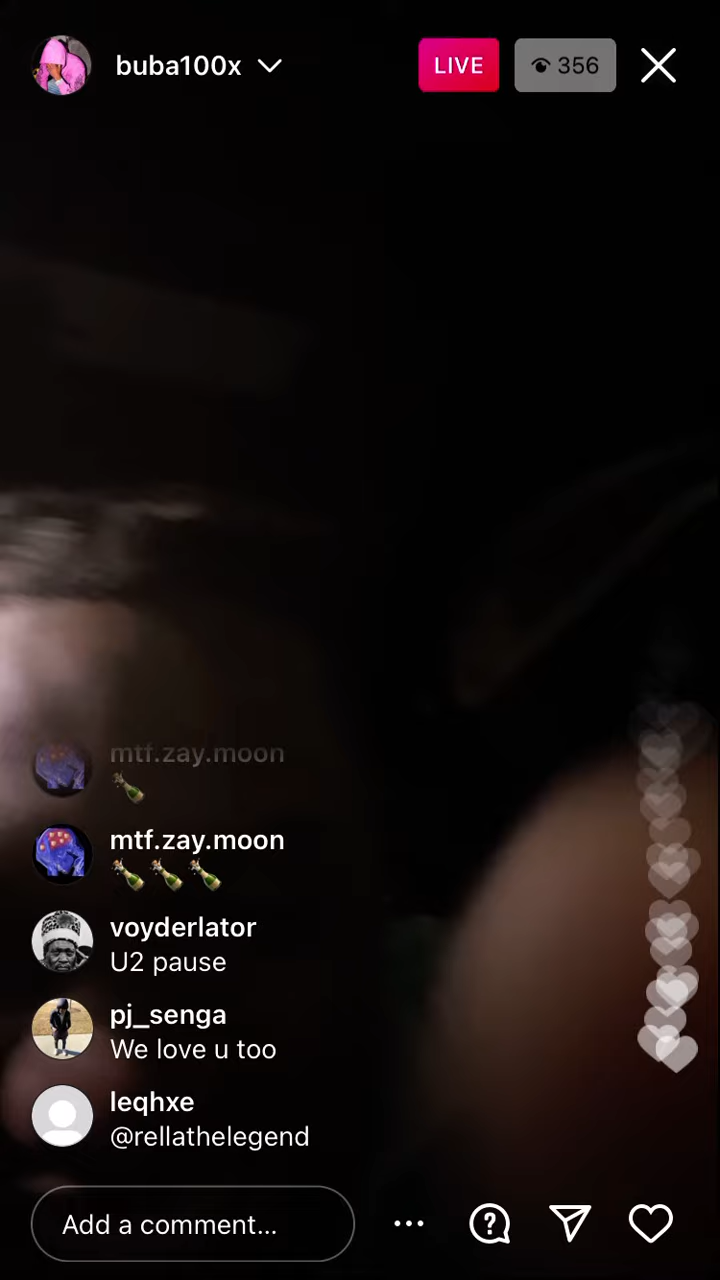 buba100x
LIVE
356
mtf.zay.moon
🍾
mtf.zay.moon
🍾🍾🍾
voyderlator
U2 pause
pj_senga
We love u too
leqhxe
@rellathelegend
Add a comment...